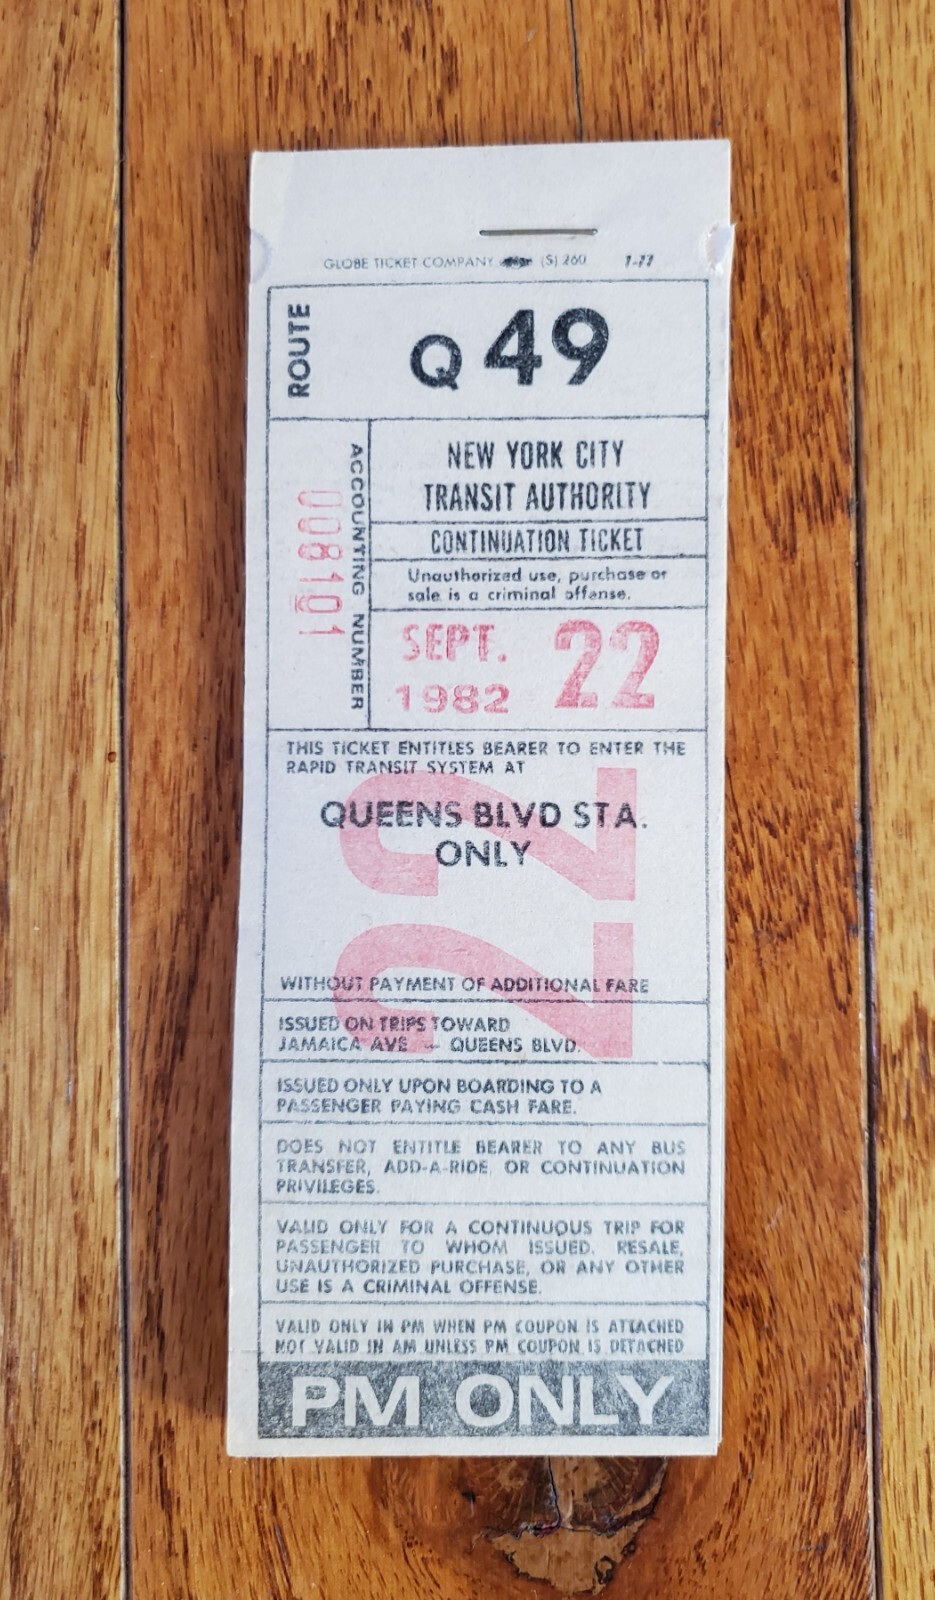 GLOBE TICKET COMPANY (S) 260 1-77
ROUTE
Q 49
ACCOUNTING NUMBER
008101
NEW YORK CITY
TRANSIT AUTHORITY
CONTINUATION TICKET
Unauthorized use, purchase or
sale is a criminal offense.
SEPT. 22
1982
THIS TICKET ENTITLES BEARER TO ENTER THE
RAPID TRANSIT SYSTEM AT
QUEENS BLVD STA.
ONLY
22
WITHOUT PAYMENT OF ADDITIONAL FARE
ISSUED ON TRIPS TOWARD
JAMAICA AVE — QUEENS BLVD.
ISSUED ONLY UPON BOARDING TO A
PASSENGER PAYING CASH FARE.
DOES NOT ENTITLE BEARER TO ANY BUS
TRANSFER, ADD-A-RIDE, OR CONTINUATION
PRIVILEGES.
VALID ONLY FOR A CONTINUOUS TRIP FOR
PASSENGER TO WHOM ISSUED. RESALE,
UNAUTHORIZED PURCHASE, OR ANY OTHER
USE IS A CRIMINAL OFFENSE.
VALID ONLY IN PM WHEN PM COUPON IS ATTACHED
NOT VALID IN AM UNLESS PM COUPON IS DETACHED
PM ONLY